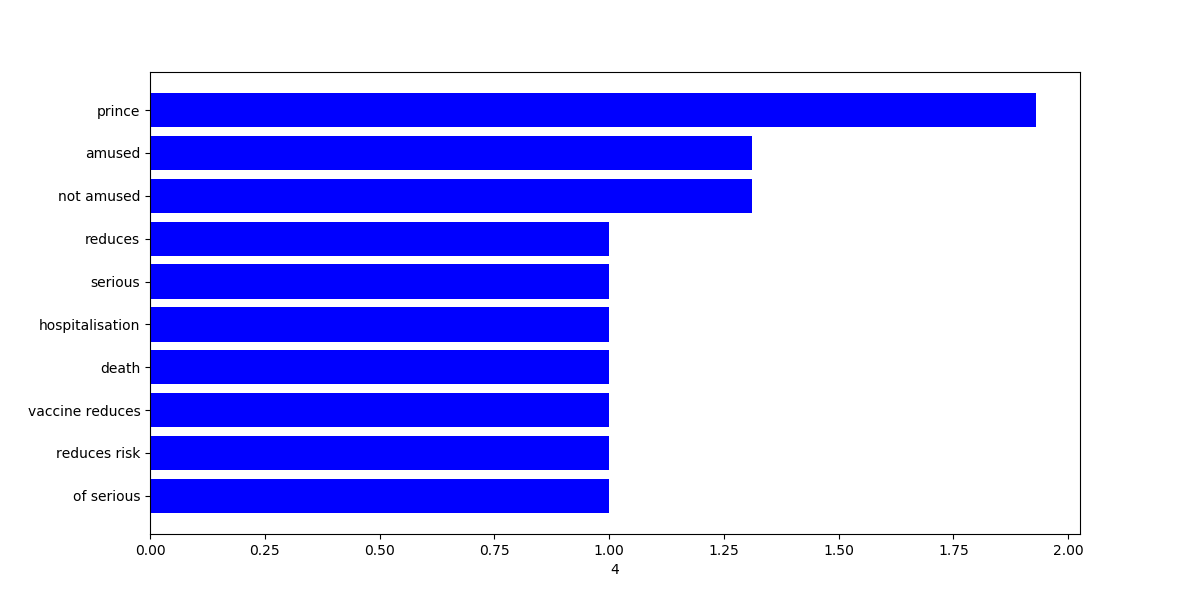 prince
amused
not amused
reduces
serious
hospitalisation
death
vaccine reduces
reduces risk
of serious
0.00 0.25 0.50 0.75 1.00 1.25 1.50 1.75 2.00
4